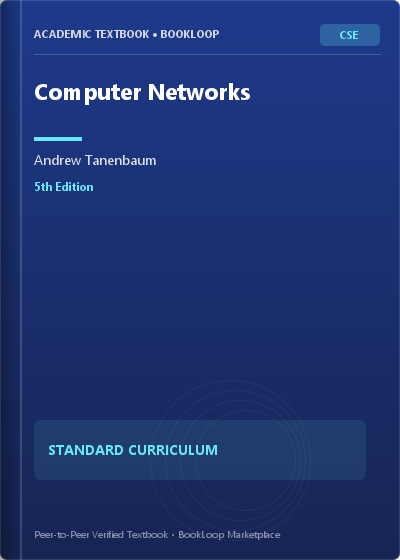 ACADEMIC TEXTBOOK • BOOKLOOP
CSE
Computer Networks
Andrew Tanenbaum
5th Edition
STANDARD CURRICULUM
Peer-to-Peer Verified Textbook • BookLoop Marketplace